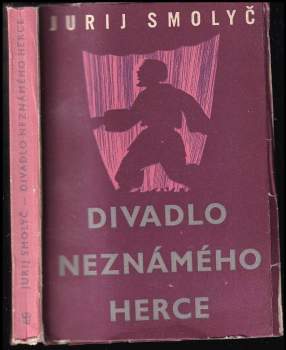 JURIJ SMOLYČ
DIVADLO
NEZNÁMÉHO
HERCE
JURIJ SMOLYČ — DIVADLO NEZNÁMÉHO HERCE